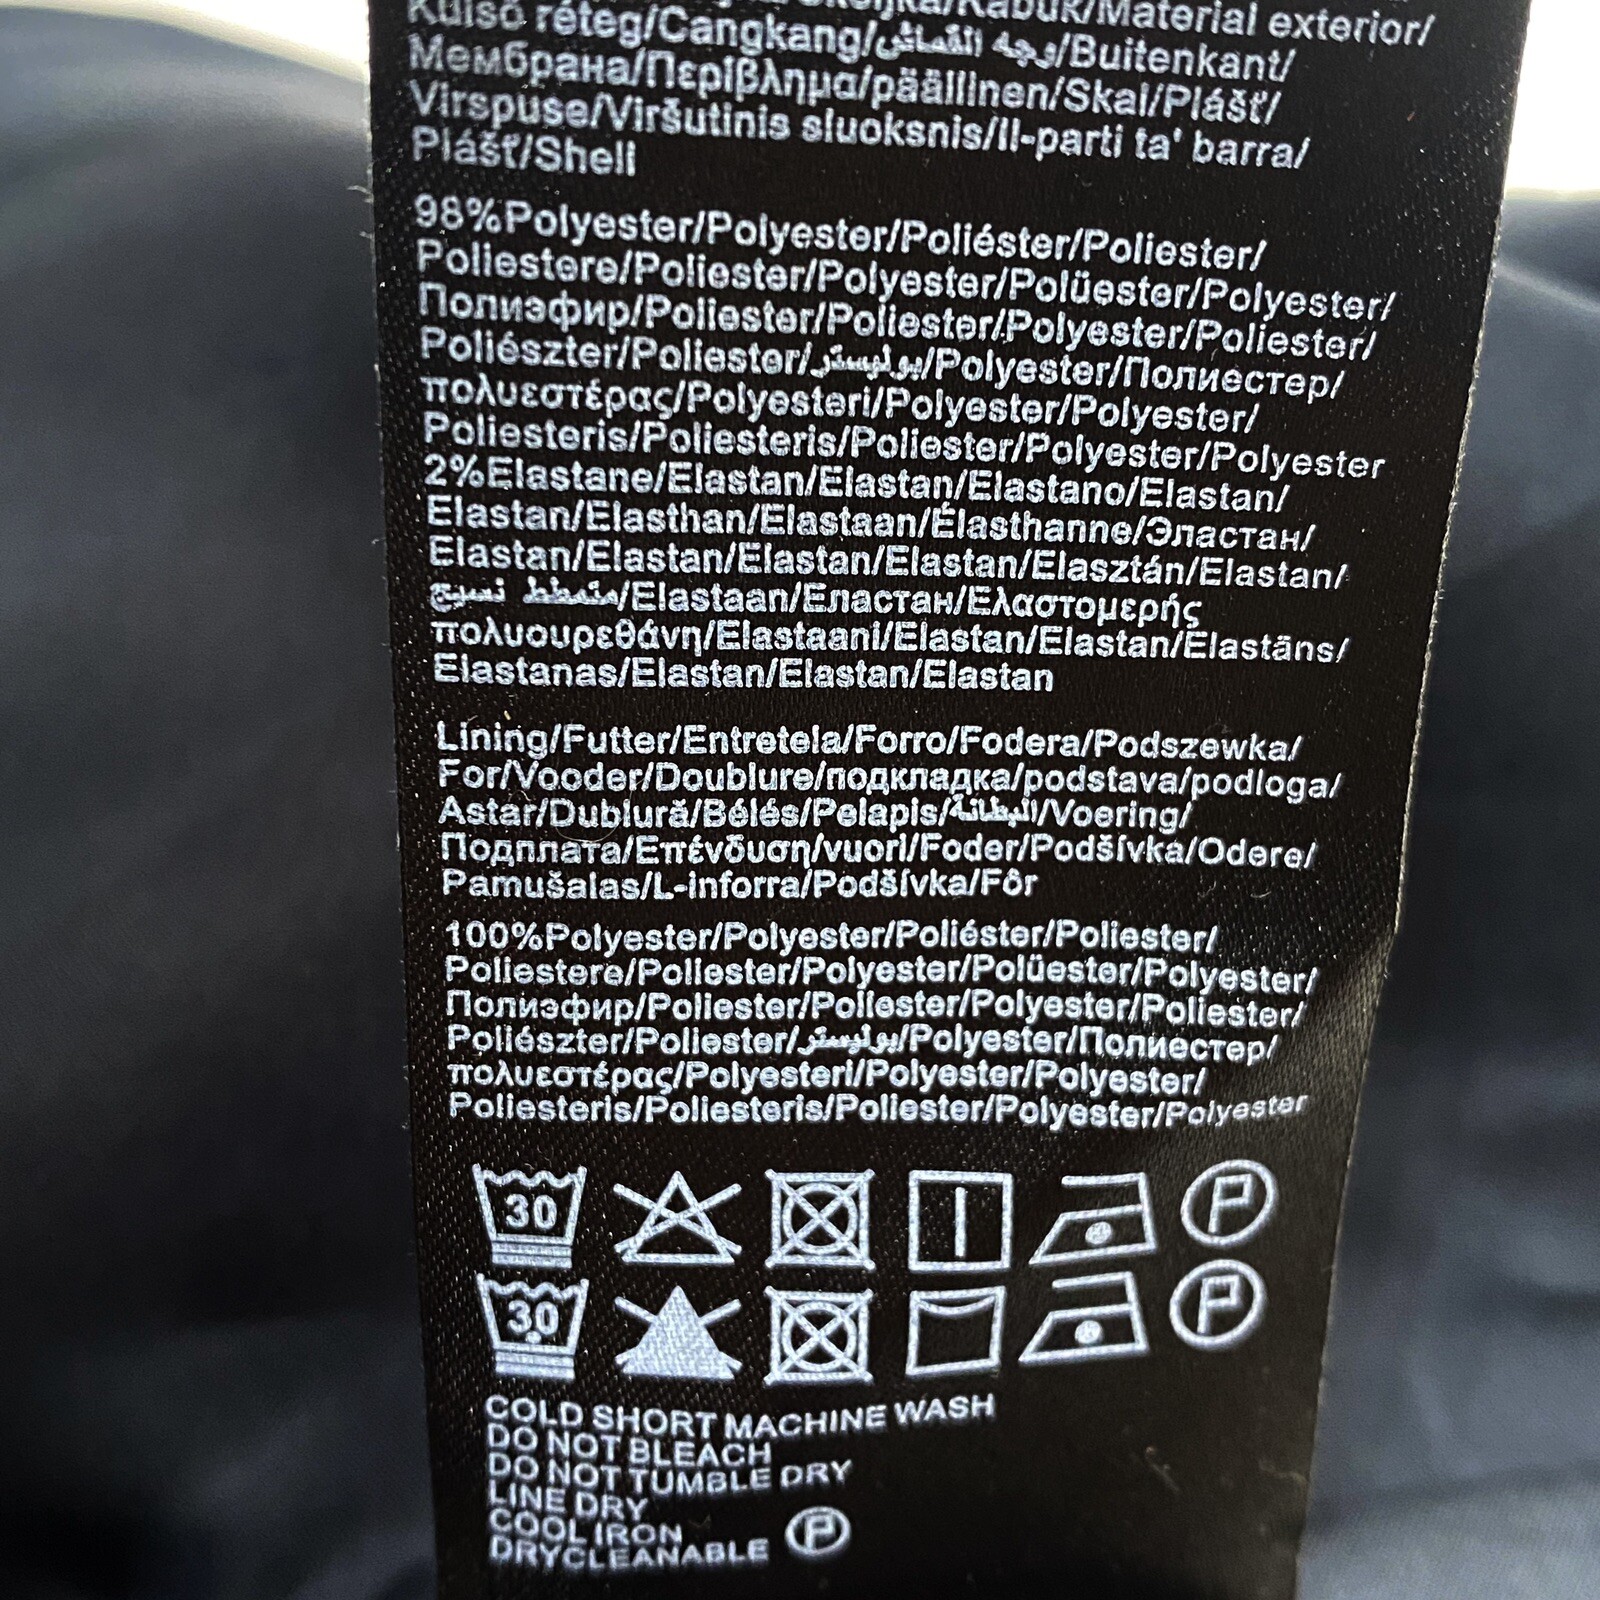 Kabuk/Material exterior/
Külső réteg/Cangkang/وجه القماش/Buitenkant/
Мембрана/Περίβλημα/päällinen/Skal/Plášť/
Virspuse/Viršutinis sluoksnis/Il-parti ta' barra/
Plášť/Shell
98%Polyester/Polyester/Poliéster/Poliester/
Poliestere/Poliester/Polyester/Polüester/Polyester/
Полиэфир/Poliester/Poliester/Polyester/Poliester/
Poliészter/Poliester/بوليستر/Polyester/Полиестер/
πολυεστέρας/Polyesteri/Polyester/Polyester/
Poliesteris/Poliesteris/Poliester/Polyester/Polyester
2%Elastane/Elastan/Elastan/Elastano/Elastan/
Elastan/Elasthan/Elastaan/Élasthanne/Эластан/
Elastan/Elastan/Elastan/Elastan/Elasztán/Elastan/
متمطط نسيج/Elastaan/Еластан/Ελαστομερής
πολυουρεθάνη/Elastaani/Elastan/Elastan/Elastāns/
Elastanas/Elastan/Elastan/Elastan
Lining/Futter/Entretela/Forro/Fodera/Podszewka/
For/Vooder/Doublure/подкладка/podstava/podloga/
Astar/Dublură/Bélés/Pelapis/البطانة/Voering/
Подплата/Επένδυση/vuori/Foder/Podšívka/Odere/
Pamušalas/L-inforra/Podšívka/Fôr
100%Polyester/Polyester/Poliéster/Poliester/
Poliestere/Poliester/Polyester/Polüester/Polyester/
Полиэфир/Poliester/Poliester/Polyester/Poliester/
Poliészter/Poliester/بوليستر/Polyester/Полиестер/
πολυεστέρας/Polyesteri/Polyester/Polyester/
Poliesteris/Poliesteris/Poliester/Polyester/Polyester
30 P
30 P
COLD SHORT MACHINE WASH
DO NOT BLEACH
DO NOT TUMBLE DRY
LINE DRY
COOL IRON
DRYCLEANABLE P